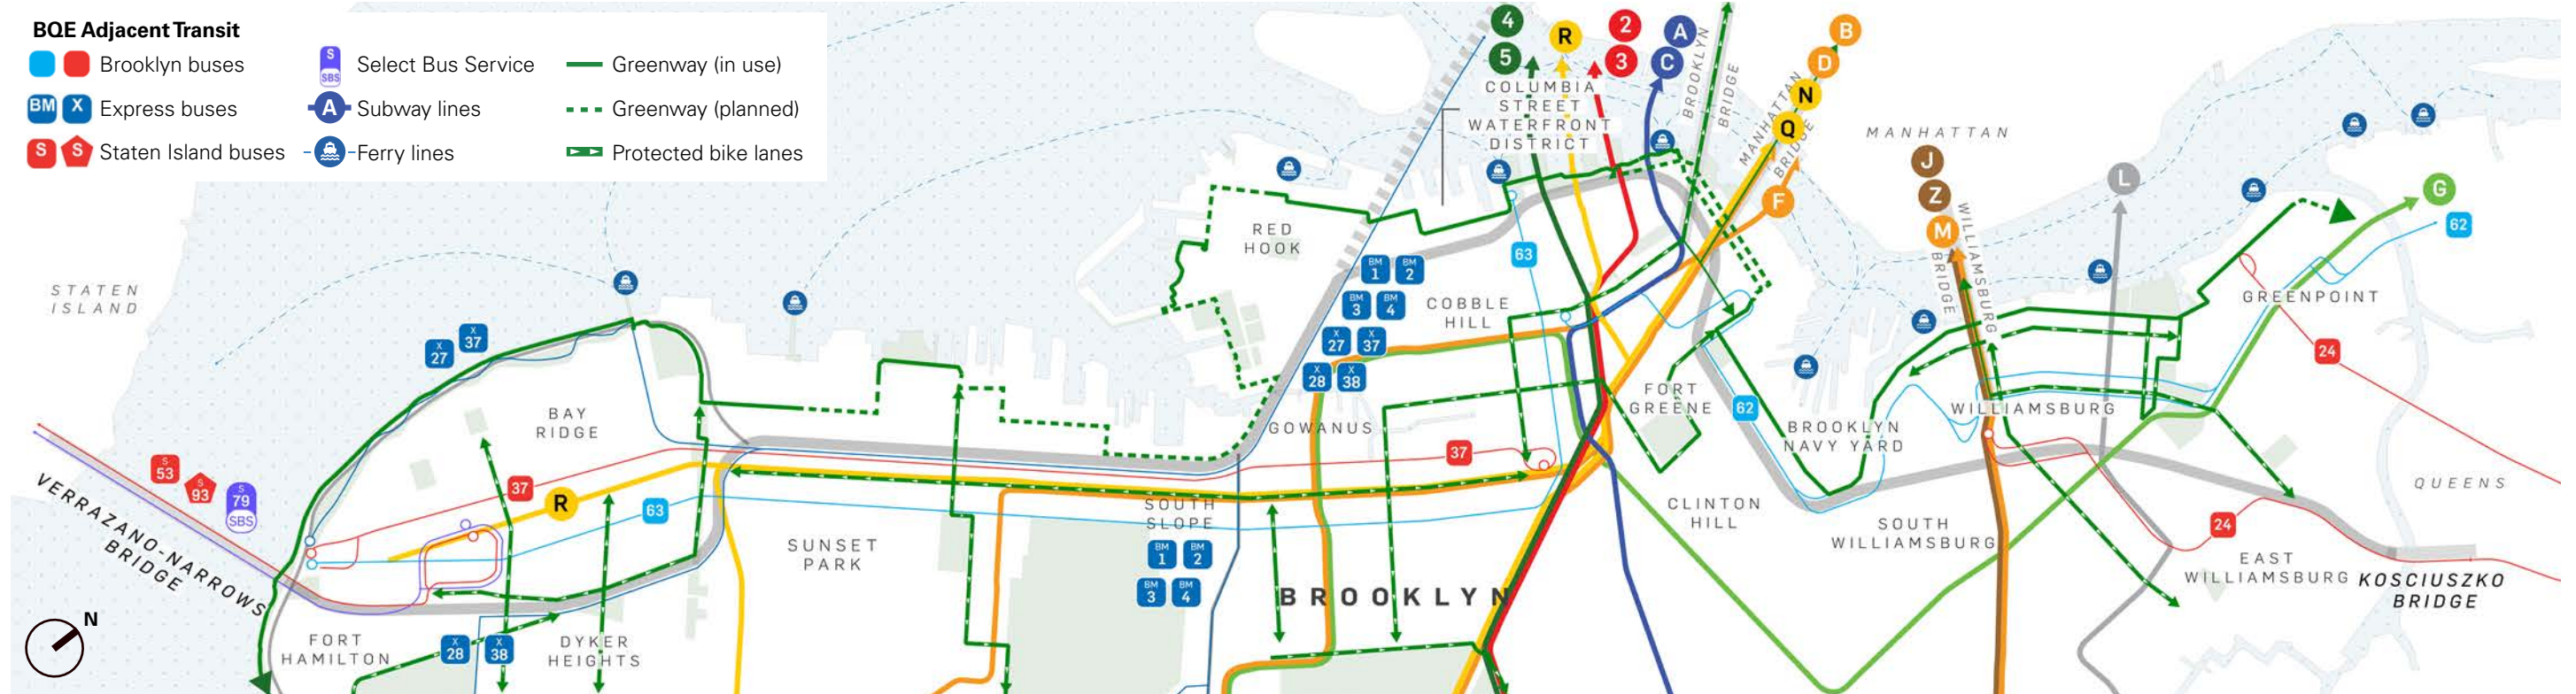 BQE Adjacent Transit
Brooklyn buses
BM X Express buses
S S Staten Island buses
S SBS Select Bus Service
A Subway lines
Ferry lines
Greenway (in use)
Greenway (planned)
Protected bike lanes
4
5
R
2
3
A
C
BROOKLYN
BRIDGE
B
D
N
Q
F
MANHATTAN
BRIDGE
COLUMBIA
STREET
WATERFRONT
DISTRICT
MANHATTAN
J
Z
M
WILLIAMSBURG
BRIDGE
L
G
62
RED
HOOK
63
BM
1
BM
2
BM
3
BM
4
X
27
X
37
X
28
X
38
COBBLE
HILL
GREENPOINT
24
STATEN
ISLAND
X
27
X
37
BAY
RIDGE
GOWANUS
FORT
GREENE
62
BROOKLYN
NAVY YARD
WILLIAMSBURG
37
S
53
S
93
S
79
SBS
VERRAZANO-NARROWS
BRIDGE
37
R
63
SUNSET
PARK
SOUTH
SLOPE
BM
1
BM
2
BM
3
BM
4
CLINTON
HILL
SOUTH
WILLIAMSBURG
24
QUEENS
EAST
WILLIAMSBURG
KOSCIUSZKO
BRIDGE
BROOKLYN
N
FORT
HAMILTON
X
28
X
38
DYKER
HEIGHTS